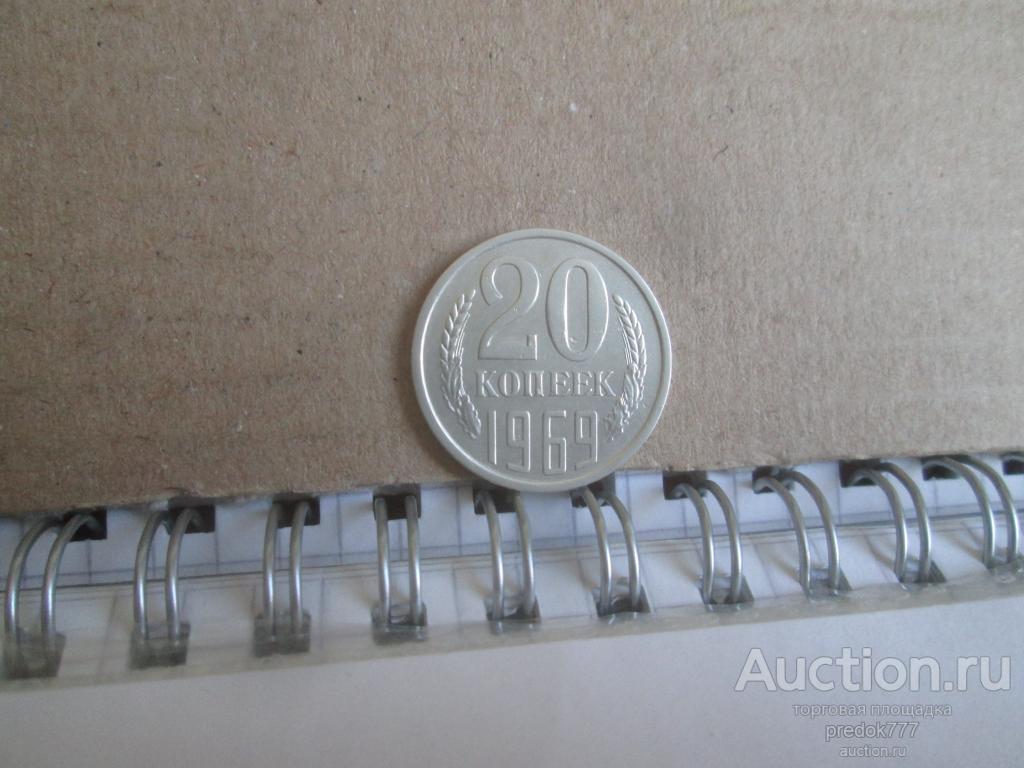 20
КОПЕЕК
1969
Auction.ru
торговая площадка
predok777
auction.ru